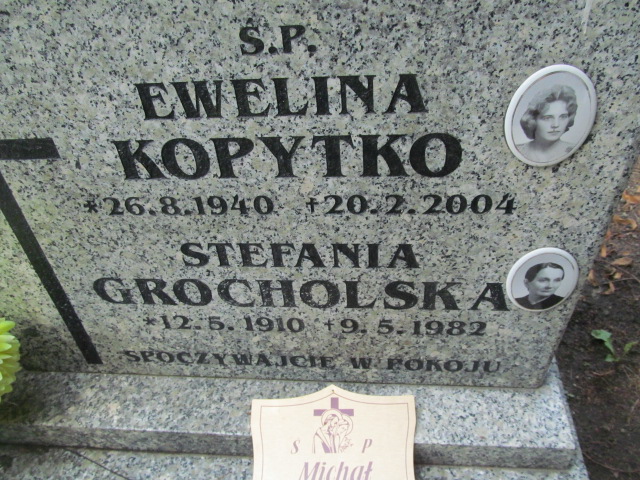 Ś.P.
EWELINA
KOPYTKO
*26.8.1940 +20.2.2004
STEFANIA
GROCHOLSKA
*12.5.1910 +9.5.1982
SPOCZYWAJCIE W POKOJU
S P
Michał